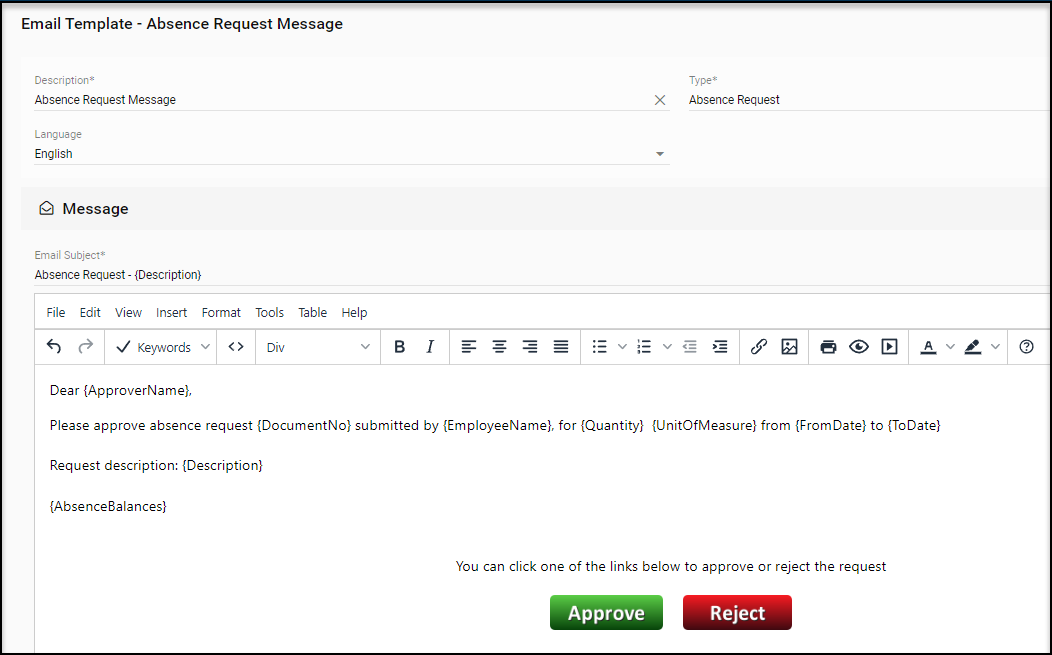 Email Template - Absence Request Message
Description* Type*
Absence Request Message Absence Request
Language
English
Message
Email Subject*
Absence Request - {Description}
File Edit View Insert Format Tools Table Help
Keywords Div B I A
Dear {ApproverName},
Please approve absence request {DocumentNo} submitted by {EmployeeName}, for {Quantity}  {UnitOfMeasure} from {FromDate} to {ToDate}
Request description: {Description}
{AbsenceBalances}
You can click one of the links below to approve or reject the request
Approve Reject